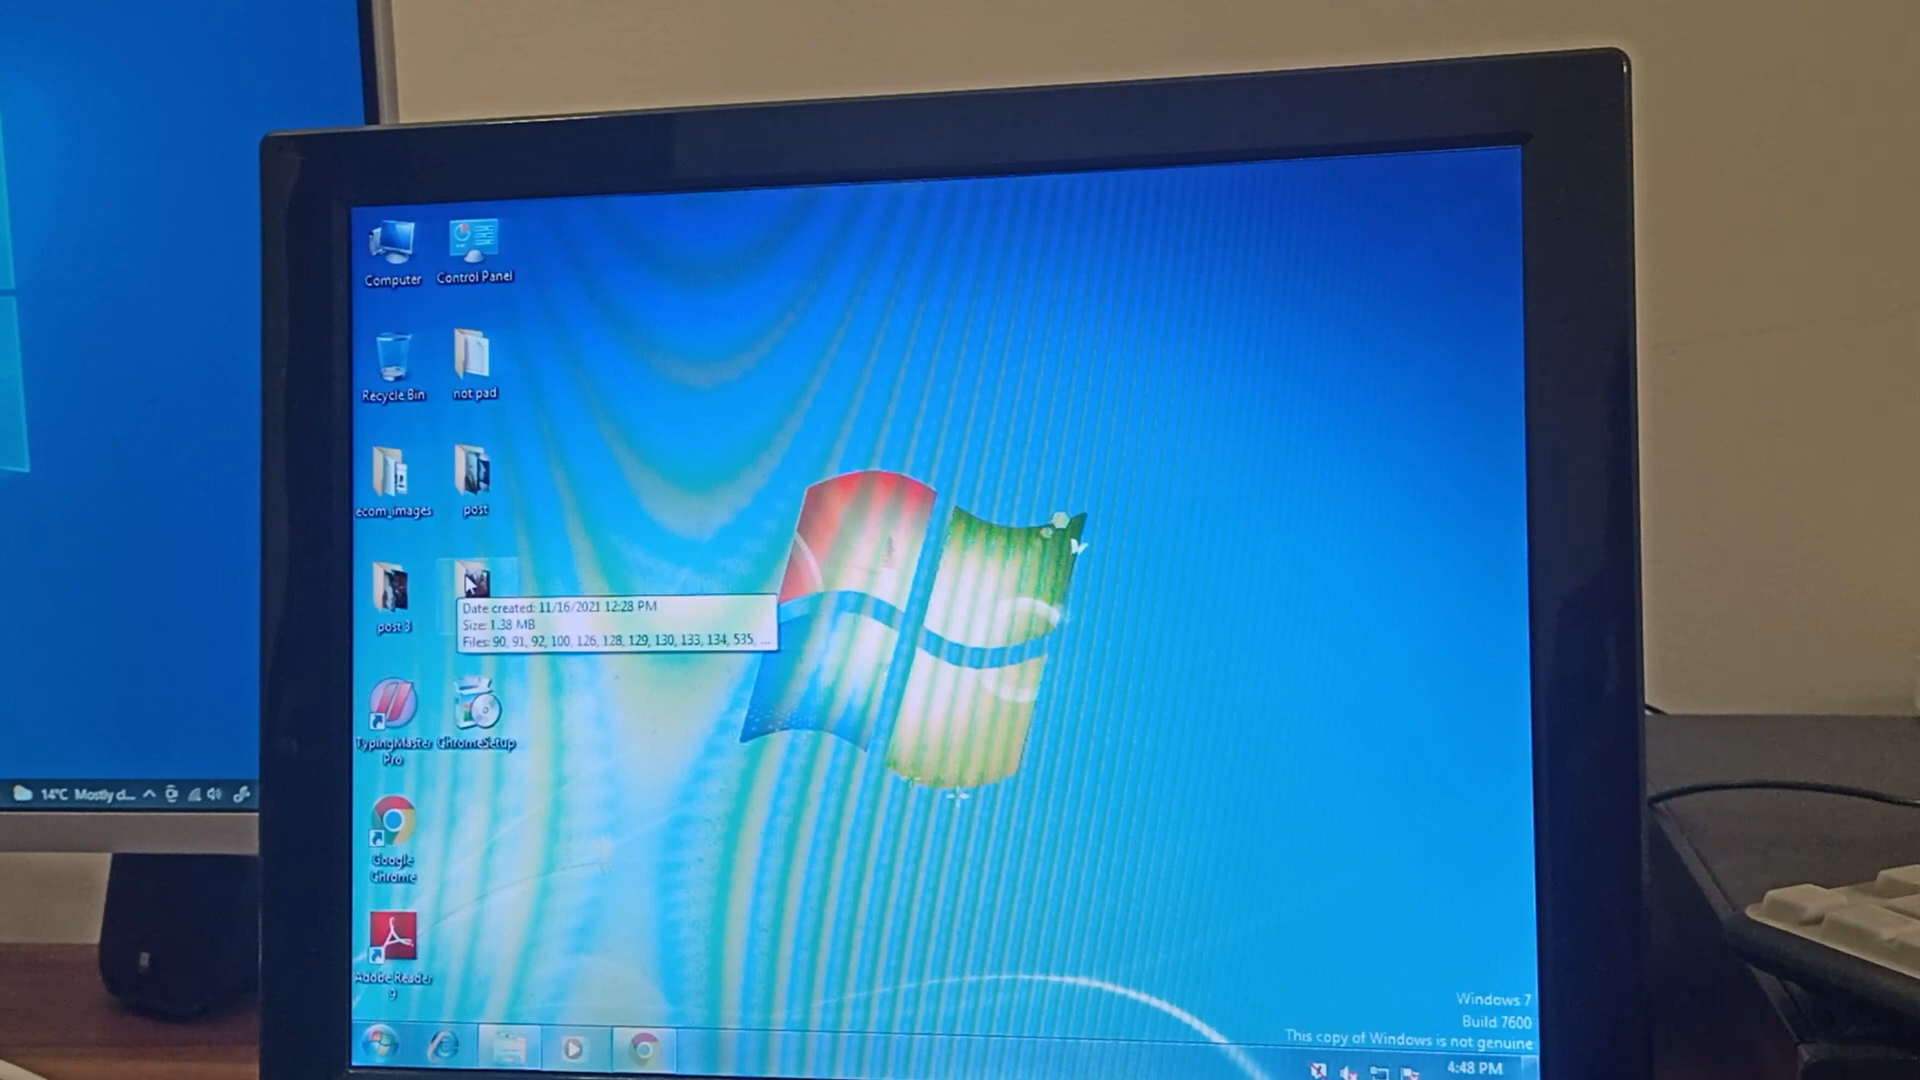 Computer
Control Panel
Recycle Bin
not pad
ecom_images
post
post 3
Date created: 11/16/2021 12:28 PM
Size: 1.38 MB
Files: 90, 91, 92, 100, 126, 128, 129, 130, 133, 134, 535, ...
TypingMaster
Pro
ChromeSetup
14°C Mostly cl...
Google
Chrome
Adobe Reader
9
Windows 7
Build 7600
This copy of Windows is not genuine
4:48 PM